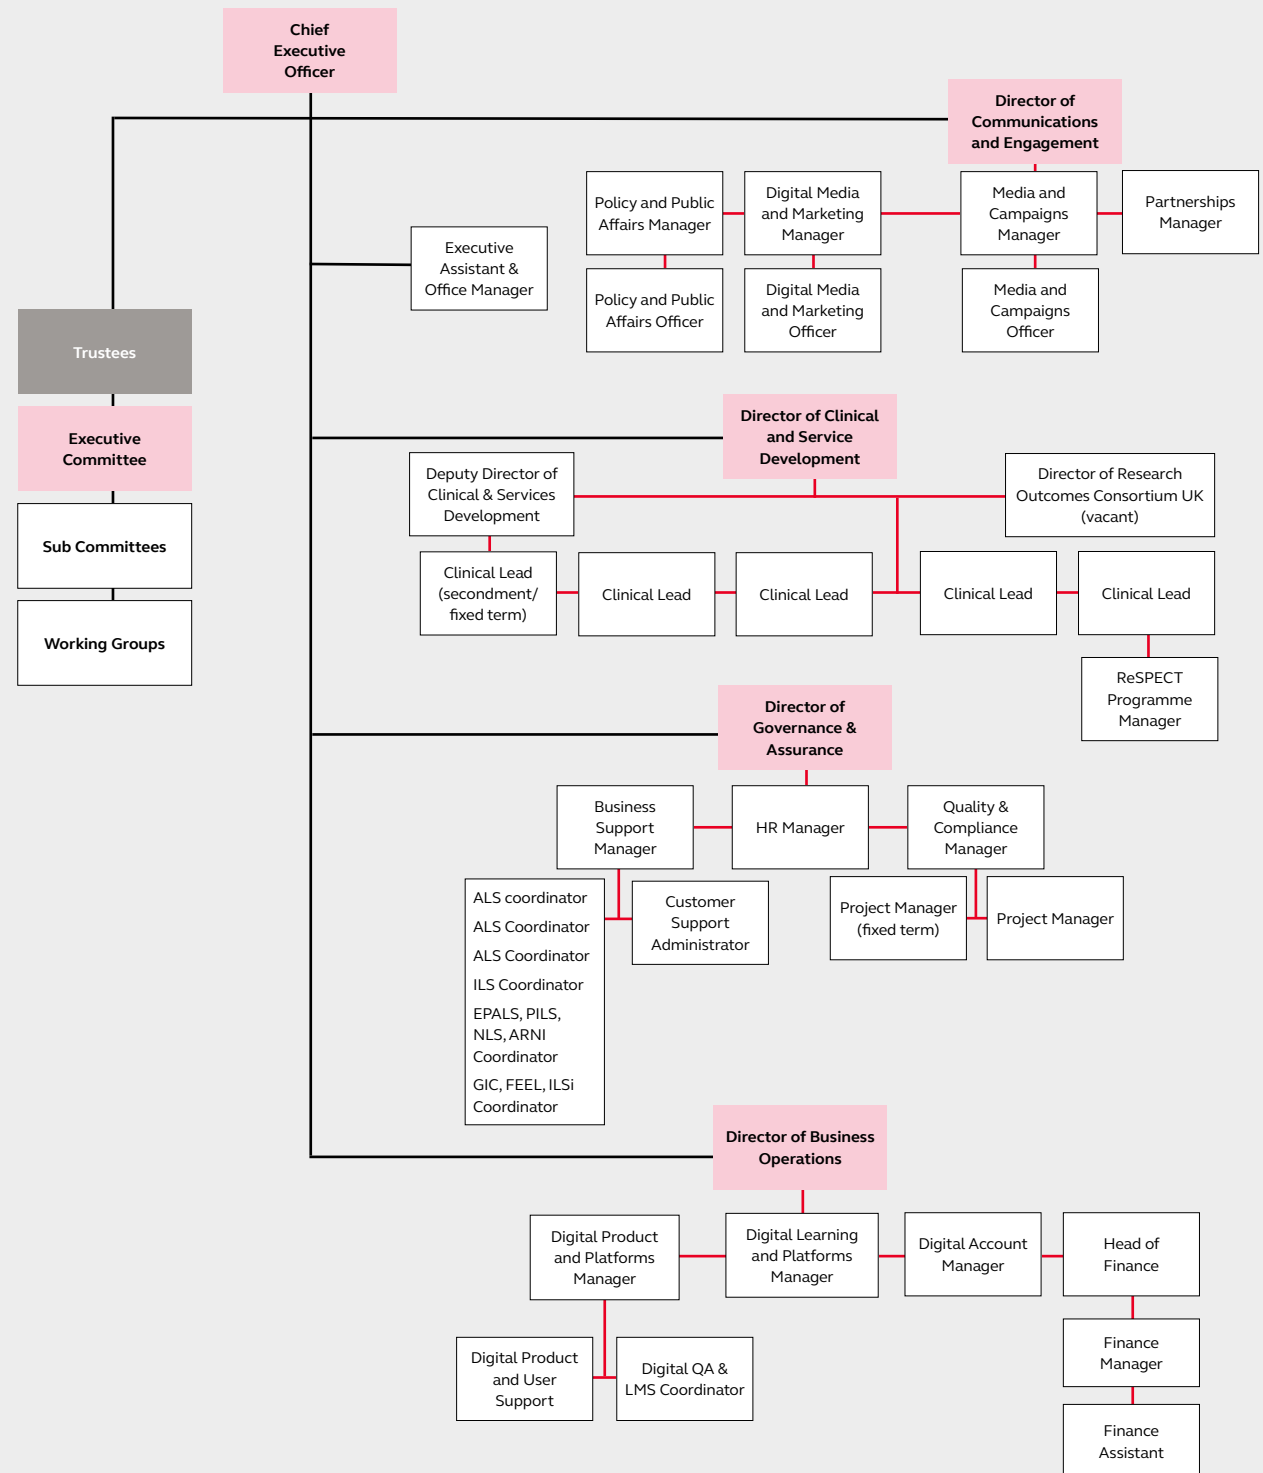 Chief
Executive
Officer
Director of
Communications
and Engagement
Policy and Public
Affairs Manager
Digital Media
and Marketing
Manager
Media and
Campaigns
Manager
Partnerships
Manager
Executive
Assistant &
Office Manager
Policy and Public
Affairs Officer
Digital Media
and Marketing
Officer
Media and
Campaigns
Officer
Trustees
Executive
Committee
Sub Committees
Working Groups
Director of Clinical
and Service
Development
Deputy Director of
Clinical & Services
Development
Director of Research
Outcomes Consortium UK
(vacant)
Clinical Lead
(secondment/
fixed term)
Clinical Lead
Clinical Lead
Clinical Lead
Clinical Lead
ReSPECT
Programme
Manager
Director of
Governance &
Assurance
Business
Support
Manager
HR Manager
Quality &
Compliance
Manager
ALS coordinator
ALS Coordinator
ALS Coordinator
ILS Coordinator
EPALS, PILS,
NLS, ARNI
Coordinator
GIC, FEEL, ILSi
Coordinator
Customer
Support
Administrator
Project Manager
(fixed term)
Project Manager
Director of Business
Operations
Digital Product
and Platforms
Manager
Digital Learning
and Platforms
Manager
Digital Account
Manager
Head of
Finance
Digital Product
and User
Support
Digital QA &
LMS Coordinator
Finance
Manager
Finance
Assistant